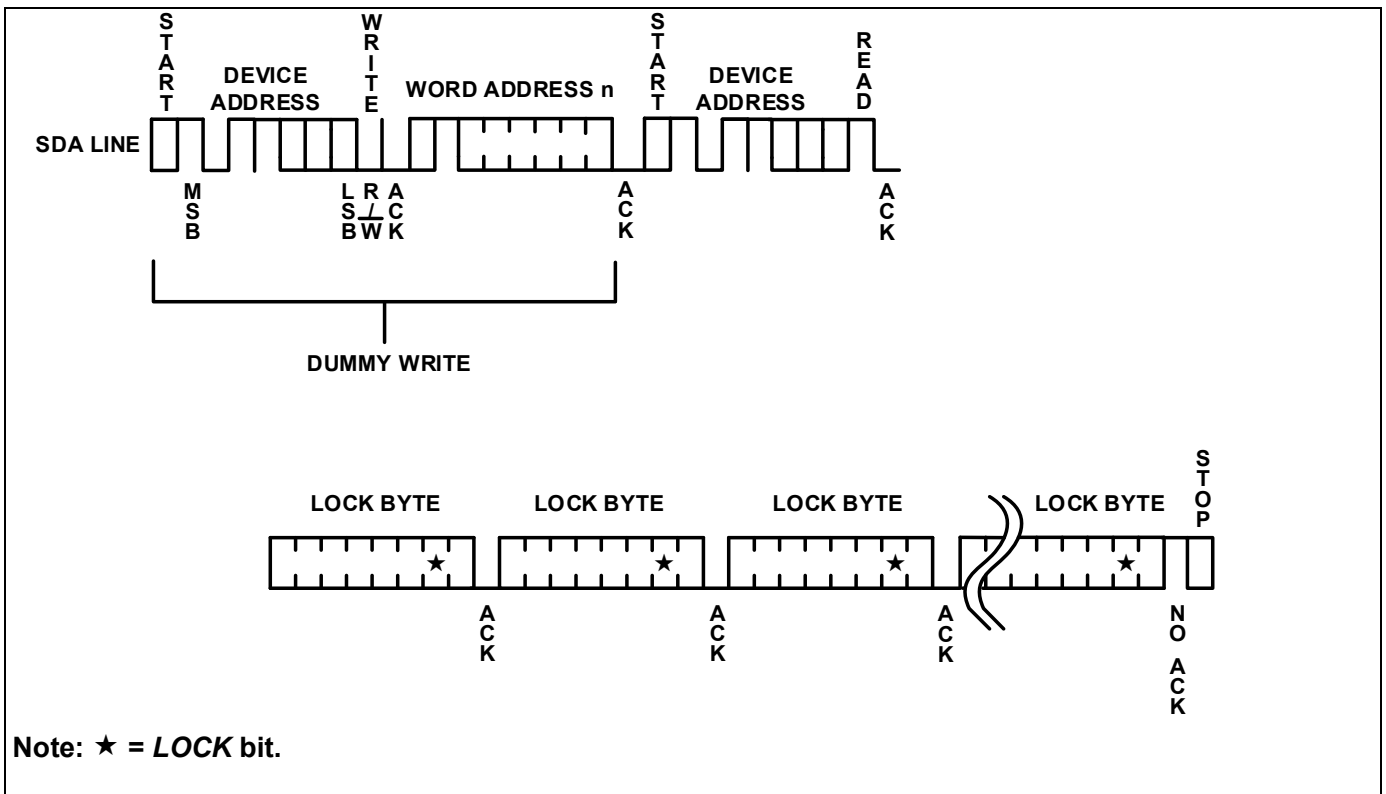 START
WRITE
START
READ
DEVICE
ADDRESS
WORD ADDRESS n
DEVICE
ADDRESS
SDA LINE
MSB
LSB
R/W
ACK
ACK
ACK
DUMMY WRITE
STOP
LOCK BYTE
LOCK BYTE
LOCK BYTE
LOCK BYTE
★
★
★
★
ACK
ACK
ACK
NO ACK
Note: ★ = LOCK bit.